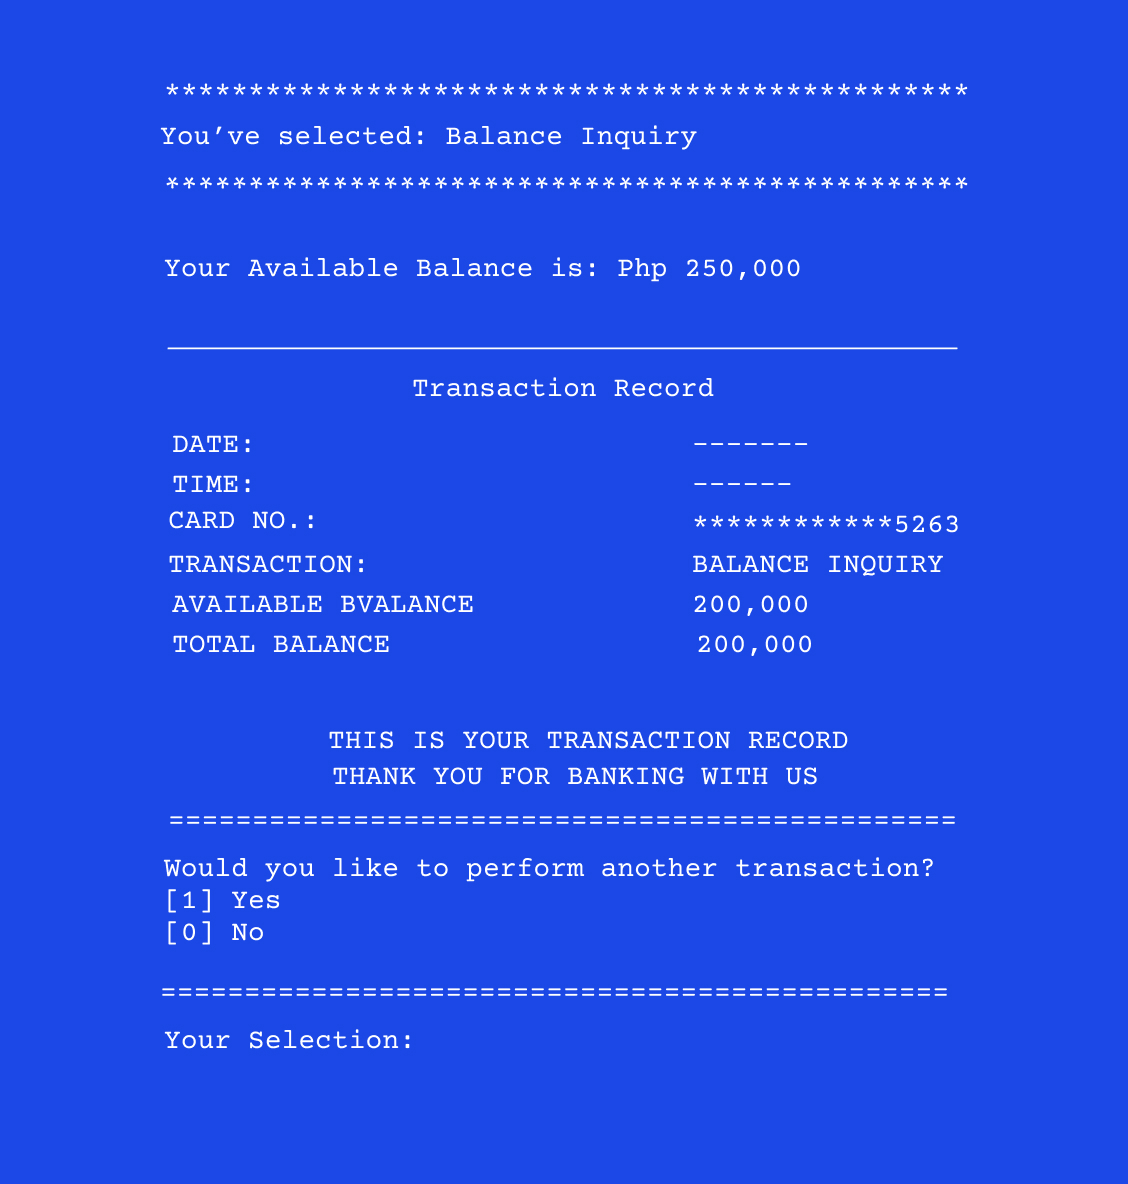 ************************************************
You’ve selected: Balance Inquiry
************************************************
Your Available Balance is: Php 250,000
Transaction Record
DATE: -------
TIME: ------
CARD NO.: ************5263
TRANSACTION: BALANCE INQUIRY
AVAILABLE BVALANCE 200,000
TOTAL BALANCE 200,000
THIS IS YOUR TRANSACTION RECORD
THANK YOU FOR BANKING WITH US
===============================================
Would you like to perform another transaction?
[1] Yes
[0] No
===============================================
Your Selection: